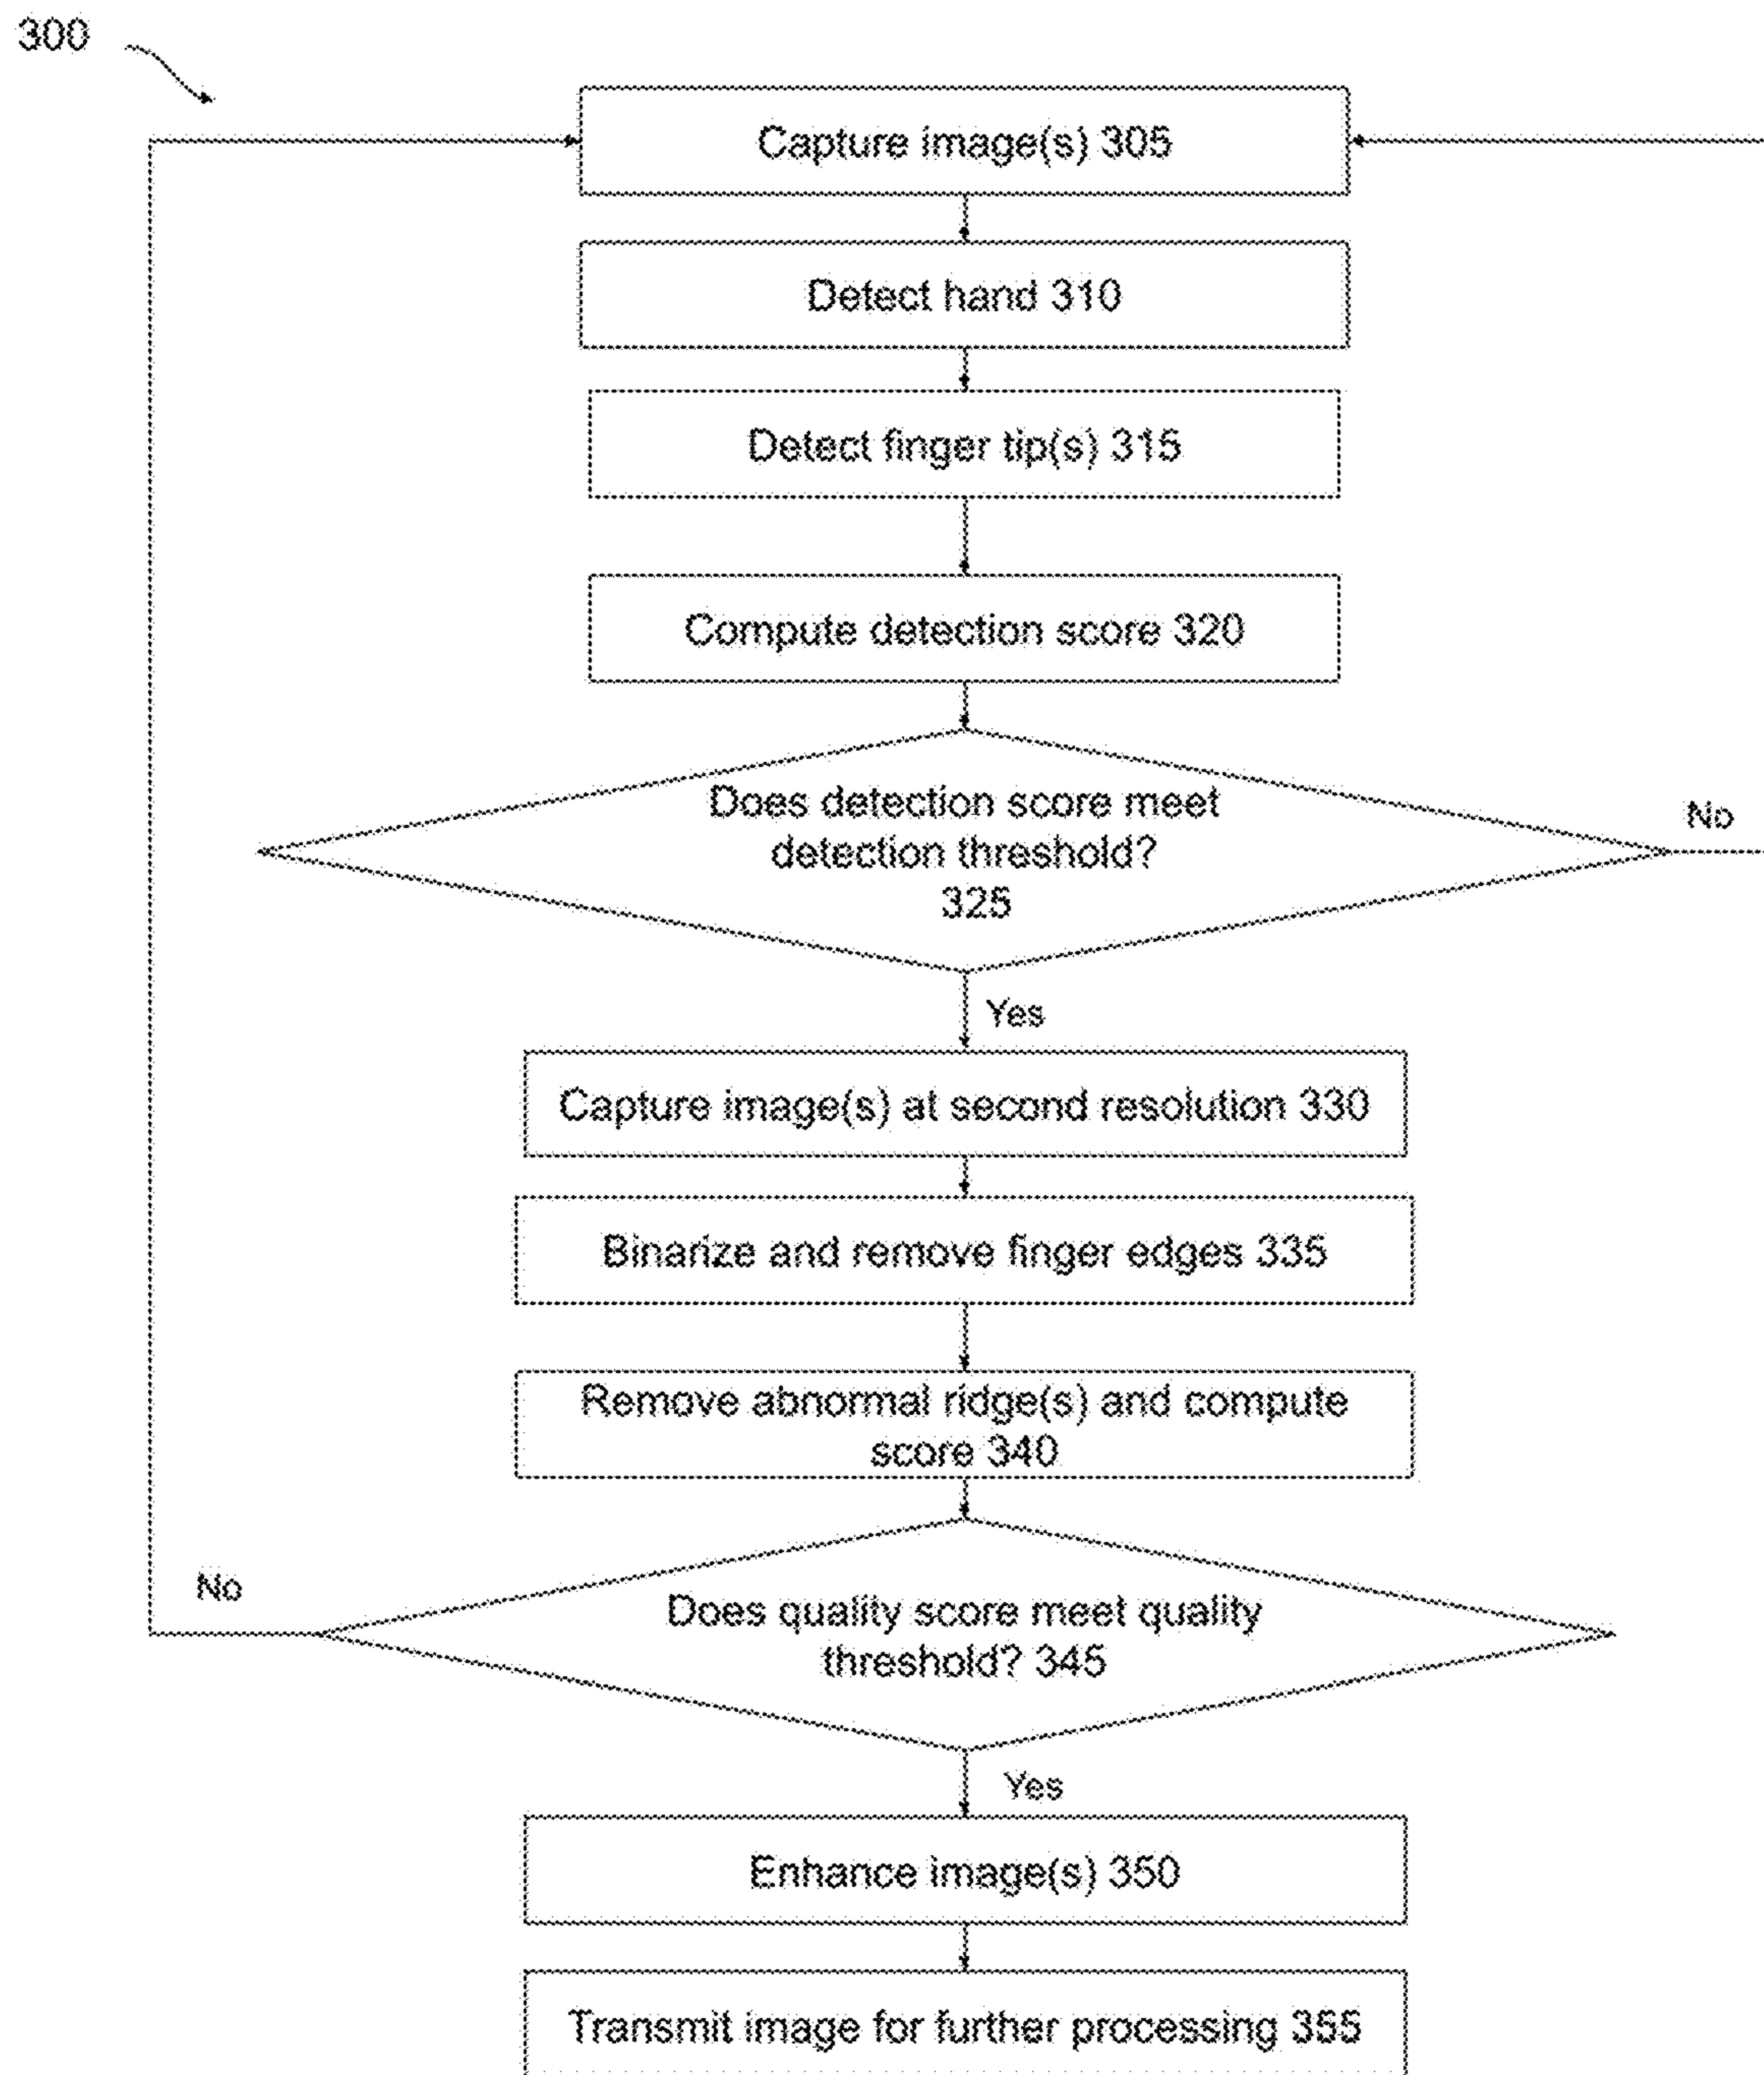 300
Capture image(s) 305
Detect hand 310
Detect finger tip(s) 315
Compute detection score 320
Does detection score meet
detection threshold?
325
No
Yes
Capture image(s) at second resolution 330
Binarize and remove finger edges 335
Remove abnormal ridge(s) and compute
score 340
No
Does quality score meet quality
threshold? 345
Yes
Enhance image(s) 350
Transmit image for further processing 355